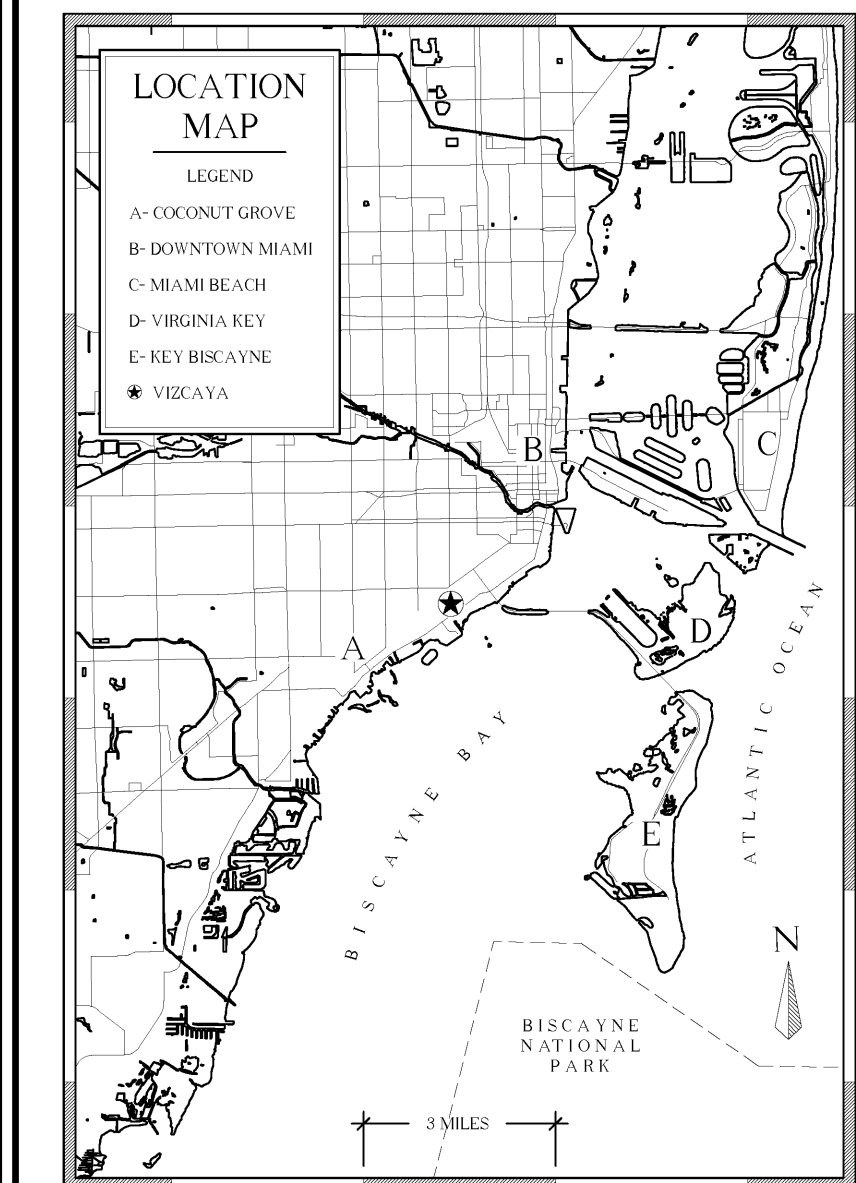 LOCATION
MAP
LEGEND
A- COCONUT GROVE
B- DOWNTOWN MIAMI
C- MIAMI BEACH
D- VIRGINIA KEY
E- KEY BISCAYNE
VIZCAYA
B
C
A
D
E
BISCAYNE BAY
ATLANTIC OCEAN
N
BISCAYNE
NATIONAL
PARK
3 MILES